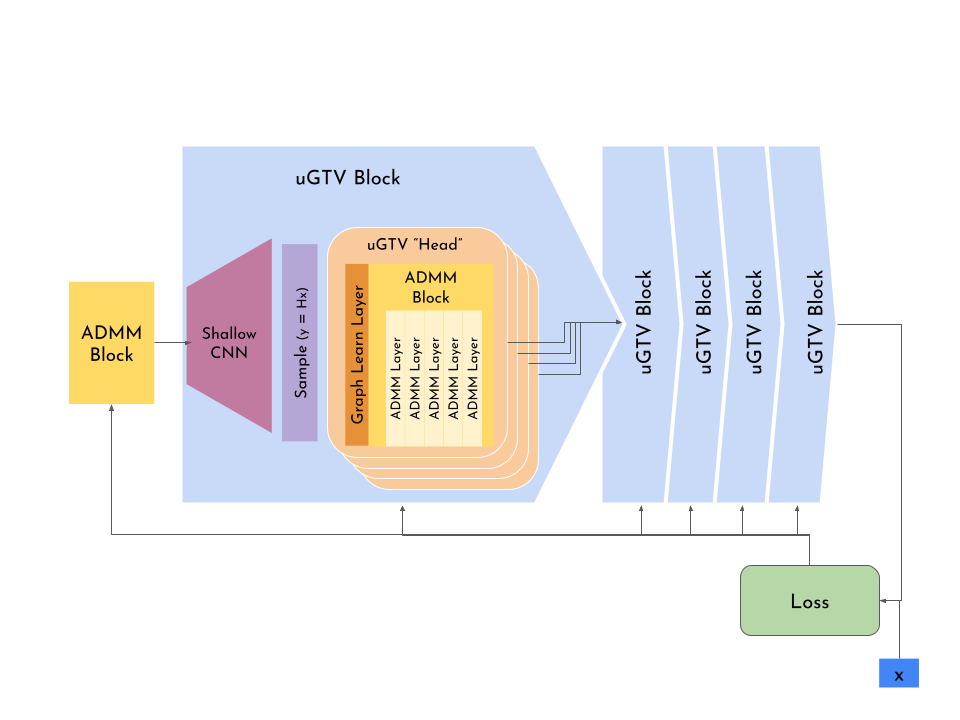 uGTV Block
ADMM
Block
Shallow
CNN
Sample (y = Hx)
uGTV “Head”
Graph Learn Layer
ADMM
Block
ADMM Layer
ADMM Layer
ADMM Layer
ADMM Layer
ADMM Layer
uGTV Block
uGTV Block
uGTV Block
uGTV Block
Loss
x